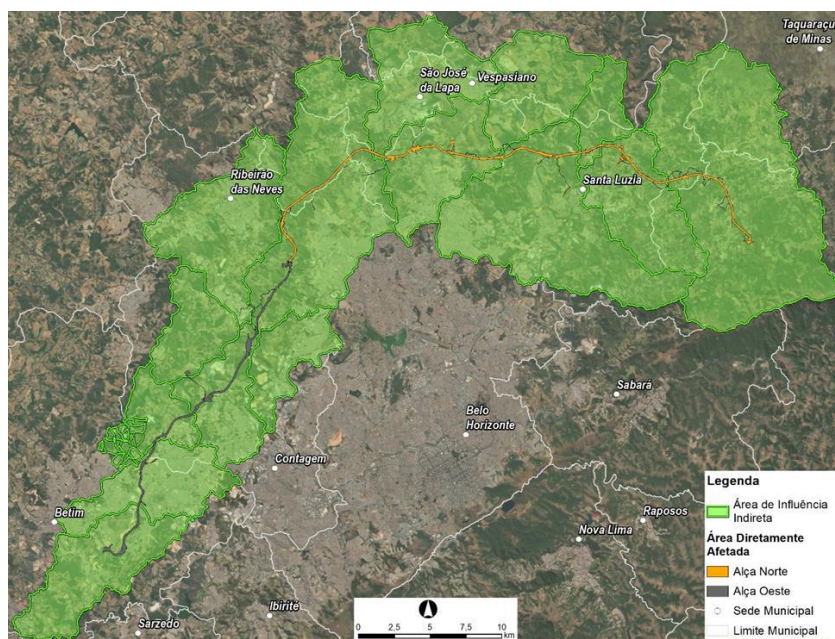 Taquaraçu
de Minas
São José
da Lapa
Vespasiano
Ribeirão
das Neves
Santa Luzia
Sabará
Belo
Horizonte
Contagem
Betim
Nova Lima
Raposos
Ibirité
Sarzedo
0 2.5 5 7.5 10
km
Legenda
Área de Influência
Indireta
Área Diretamente
Afetada
Alça Norte
Alça Oeste
Sede Municipal
Limite Municipal